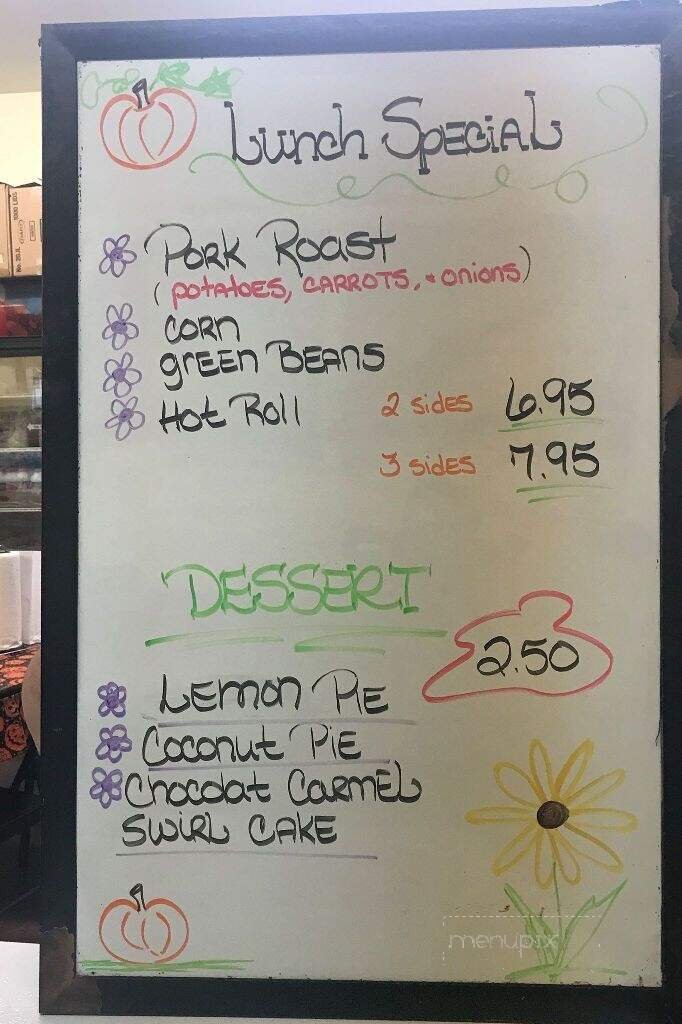 Lunch Special
Pork Roast
(potatoes, carrots, + onions)
corn
green Beans
Hot Roll
2 sides 6.95
3 sides 7.95
DESSERT
2.50
Lemon Pie
Coconut Pie
Chocolat Carmel
Swirl Cake
menupix